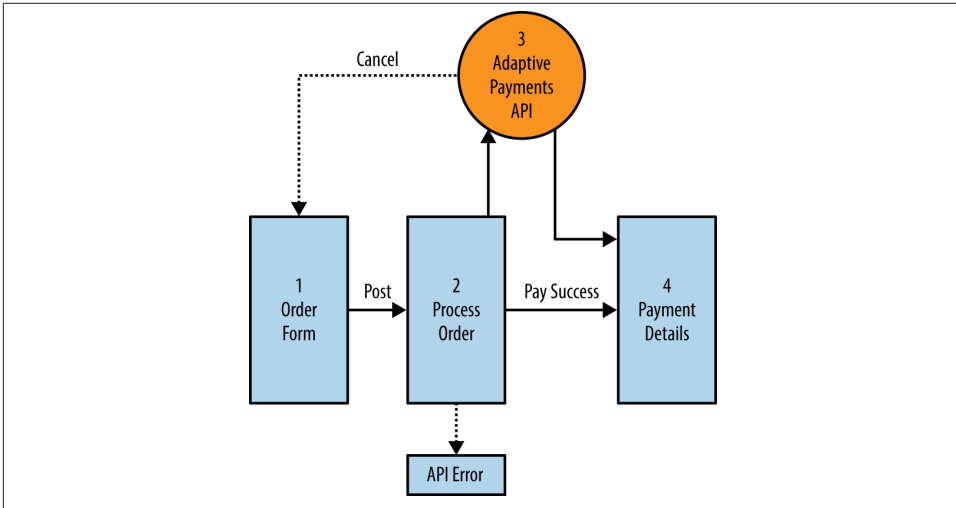 3
Adaptive
Payments
API
Cancel
1
Order
Form
Post
2
Process
Order
Pay Success
4
Payment
Details
API Error